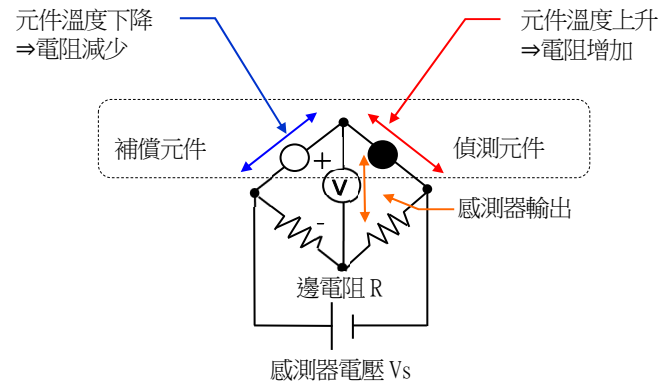 元件溫度下降
⇒電阻減少
元件溫度上升
⇒電阻增加
補償元件
+
偵測元件
V
-
感測器輸出
邊電阻 R
感測器電壓 Vs